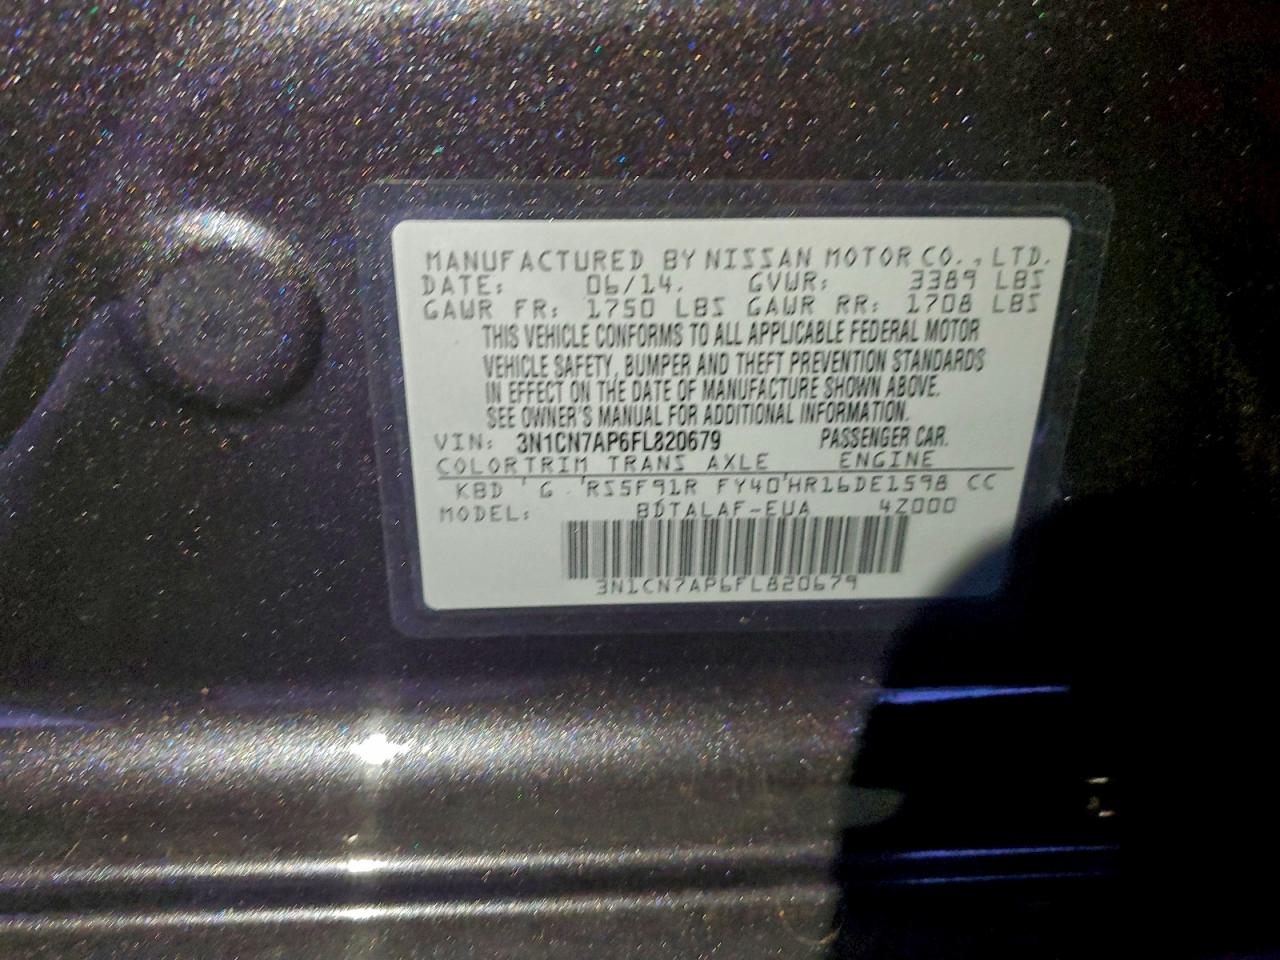 MANUFACTURED BY NISSAN MOTOR CO., LTD.
DATE: 06/14. GVWR: 3389 LBS
GAWR FR: 1750 LBS GAWR RR: 1708 LBS
THIS VEHICLE CONFORMS TO ALL APPLICABLE FEDERAL MOTOR
VEHICLE SAFETY, BUMPER AND THEFT PREVENTION STANDARDS
IN EFFECT ON THE DATE OF MANUFACTURE SHOWN ABOVE.
SEE OWNER'S MANUAL FOR ADDITIONAL INFORMATION.
VIN: 3N1CN7AP6FL820679 PASSENGER CAR.
COLOR TRIM TRANS AXLE ENGINE
KBD G RS5F91R FY40 HR16DE1598 CC
MODEL: BDTALAF-EUA 4Z000
3N1CN7AP6FL820679